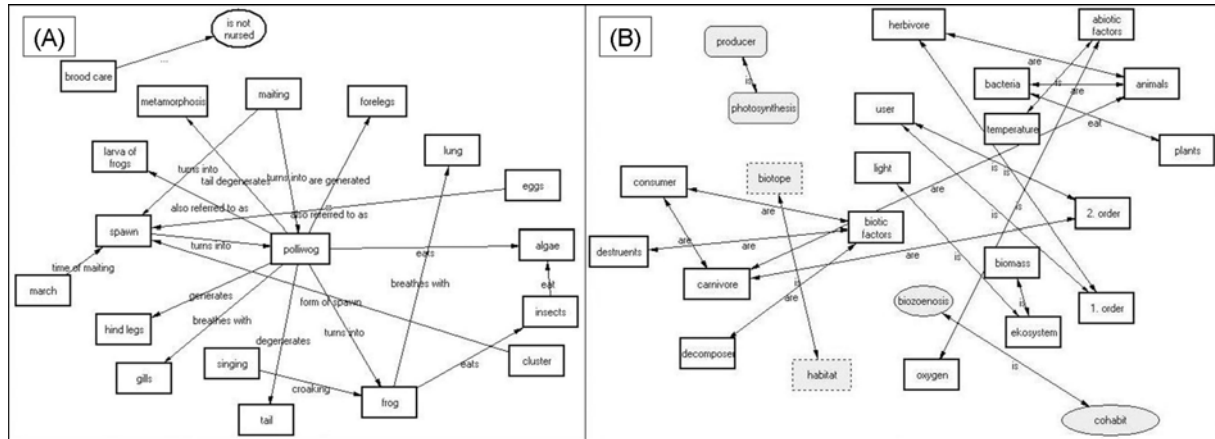 (A)
is not
nursed
...
brood care
metamorphosis
maiting
forelegs
larva of
frogs
lung
turns into
turns into
tail degenerates
are generated
eggs
also referred to as
also referred to as
spawn
turns into
polliwog
algae
eats
time of maiting
march
eat
breathes with
generates
form of spawn
insects
hind legs
breathes with
turns into
degenerates
singing
eats
cluster
gills
croaking
frog
tail
(B)
herbivore
abiotic
factors
producer
are
is
is
bacteria
animals
are
photosynthesis
user
eat
temperature
plants
light
is
is
consumer
biotope
are
are
biotic
factors
2. order
is
is
destruents
are
are
are
is
carnivore
biomass
is
are
biozoenosis
is
1. order
ekosystem
decomposer
habitat
oxygen
is
cohabit